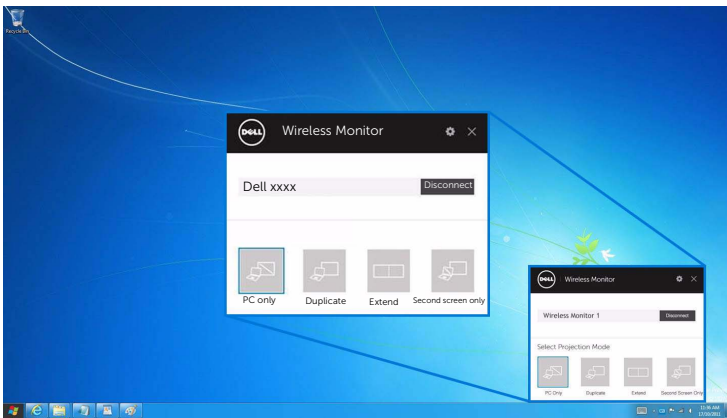 Recycle Bin
DELL
Wireless Monitor
Dell xxxx
Disconnect
PC only
Duplicate
Extend
Second screen only
DELL
Wireless Monitor
Wireless Monitor 1
Disconnect
Select Projection Mode
PC Only
Duplicate
Extend
Second Screen Only